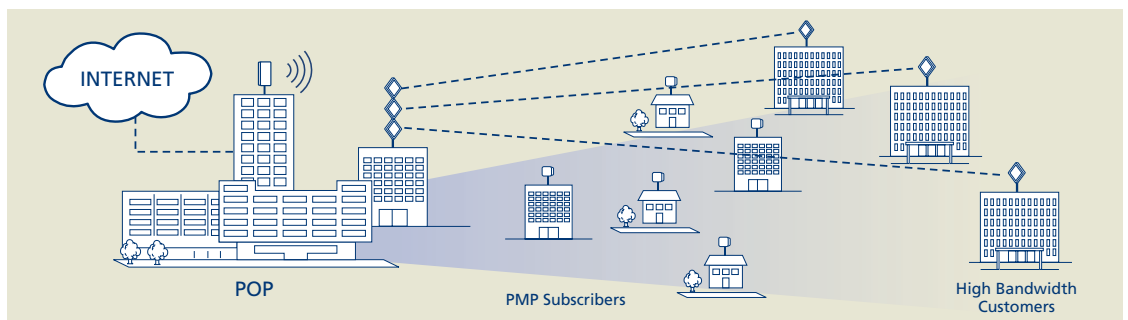 INTERNET
POP
PMP Subscribers
High Bandwidth
Customers